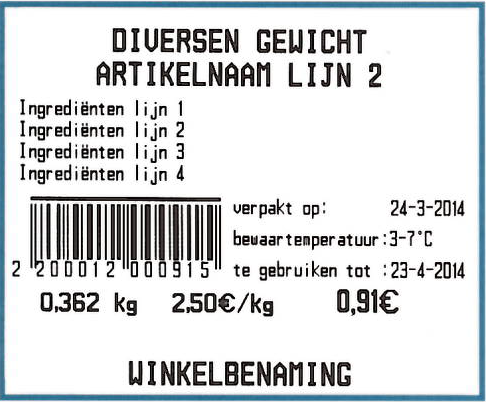 DIVERSEN GEWICHT
ARTIKELNAAM LIJN 2
Ingrediënten lijn 1
Ingrediënten lijn 2
Ingrediënten lijn 3
Ingrediënten lijn 4
verpakt op: 24-3-2014
bewaartemperatuur:3-7°C
2 200012 000915 te gebruiken tot :23-4-2014
0,362 kg 2,50€/kg 0,91€
WINKELBENAMING